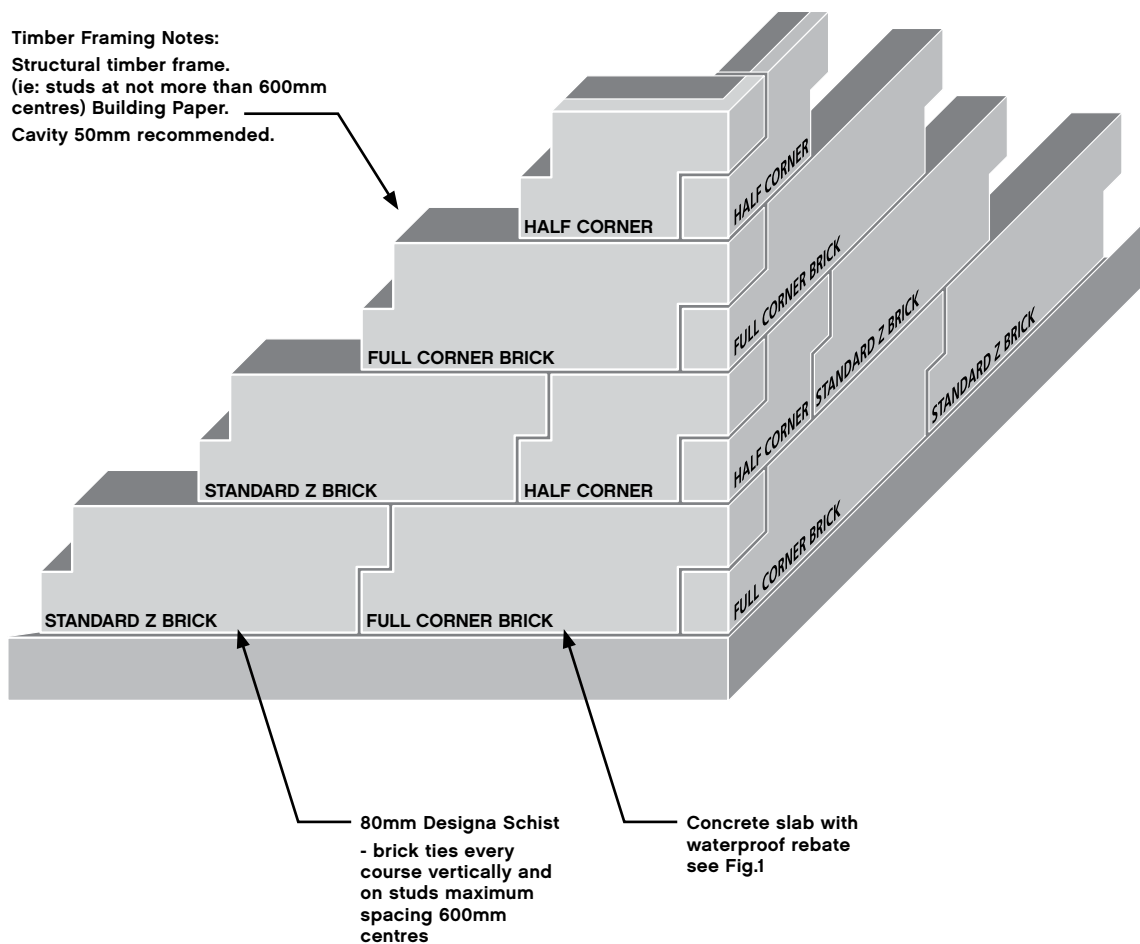 Timber Framing Notes:
Structural timber frame.
(ie: studs at not more than 600mm
centres) Building Paper.
Cavity 50mm recommended.
HALF CORNER
HALF CORNER
FULL CORNER BRICK
FULL CORNER BRICK
STANDARD Z BRICK
HALF CORNER
HALF CORNER
STANDARD Z BRICK
STANDARD Z BRICK
FULL CORNER BRICK
FULL CORNER BRICK
STANDARD Z BRICK
80mm Designa Schist
- brick ties every
course vertically and
on studs maximum
spacing 600mm
centres
Concrete slab with
waterproof rebate
see Fig.1